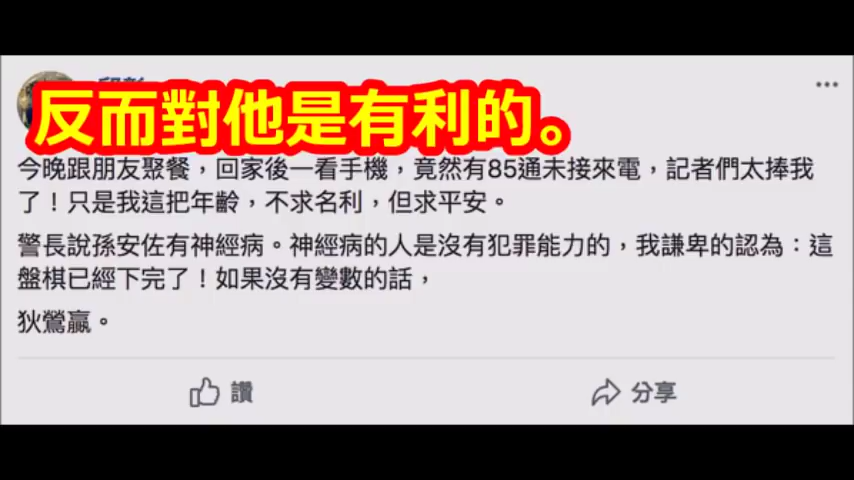 反而對他是有利的。
今晚跟朋友聚餐，回家後一看手機，竟然有85通未接來電，記者們太捧我
了！只是我這把年齡，不求名利，但求平安。
警長說孫安佐有神經病。神經病的人是沒有犯罪能力的，我謙卑的認為：這
盤棋已經下完了！如果沒有變數的話，
狄鶯贏。
讚
分享